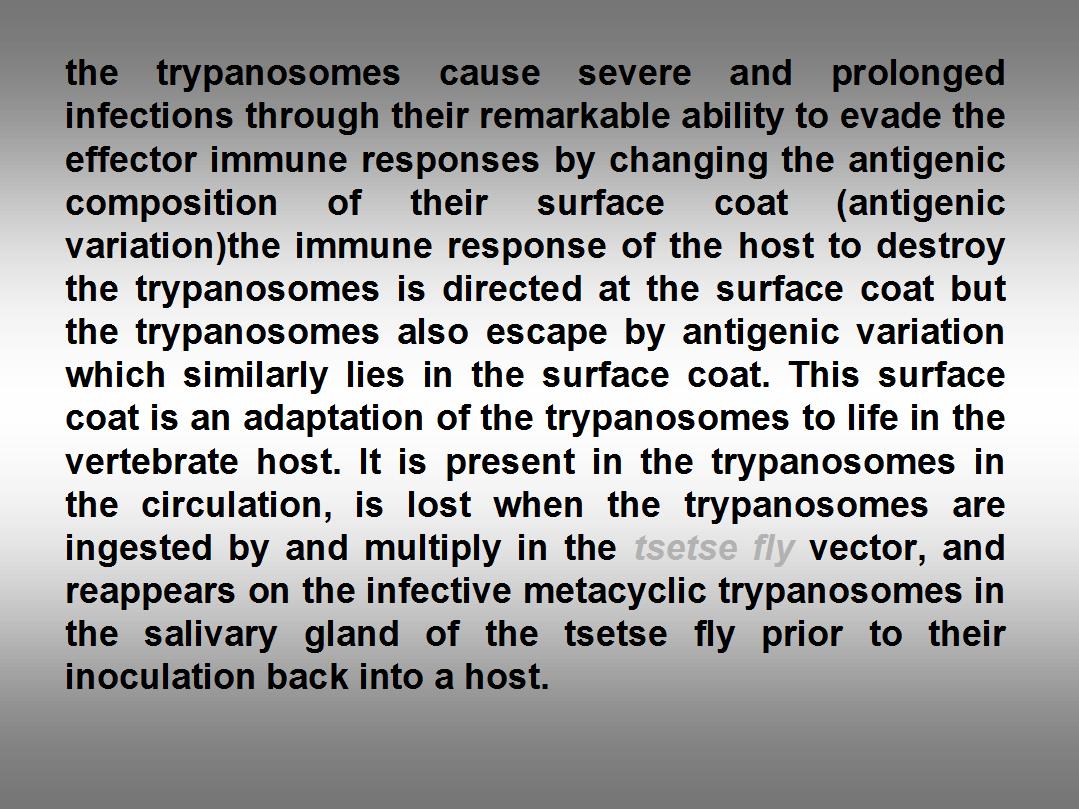 the trypanosomes cause severe and prolonged
infections through their remarkable ability to evade the
effector immune responses by changing the antigenic
composition of their surface coat (antigenic
variation)the immune response of the host to destroy
the trypanosomes is directed at the surface coat but
the trypanosomes also escape by antigenic variation
which similarly lies in the surface coat. This surface
coat is an adaptation of the trypanosomes to life in the
vertebrate host. It is present in the trypanosomes in
the circulation, is lost when the trypanosomes are
ingested by and multiply in the tsetse fly vector, and
reappears on the infective metacyclic trypanosomes in
the salivary gland of the tsetse fly prior to their
inoculation back into a host.